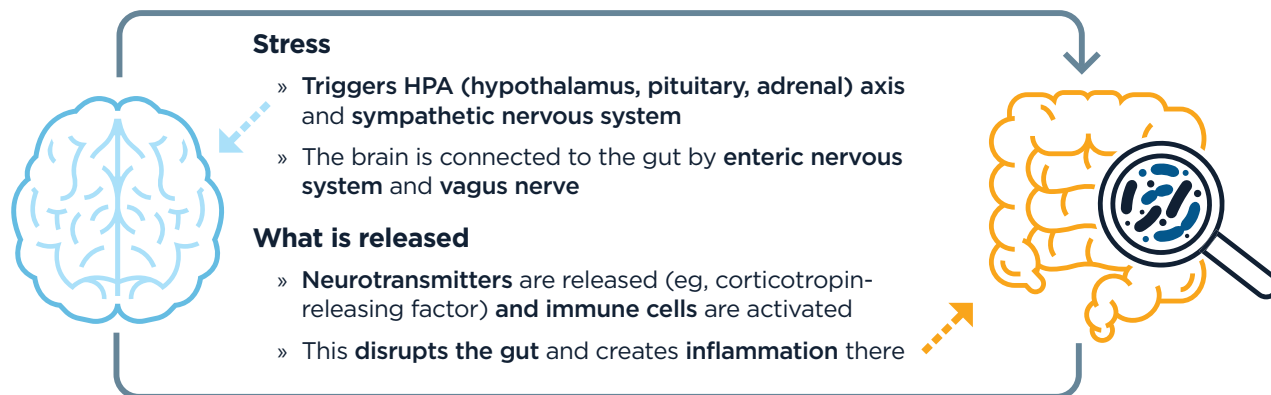 Stress
» Triggers HPA (hypothalamus, pituitary, adrenal) axis
and sympathetic nervous system
» The brain is connected to the gut by enteric nervous
system and vagus nerve
What is released
» Neurotransmitters are released (eg, corticotropin-
releasing factor) and immune cells are activated
» This disrupts the gut and creates inflammation there